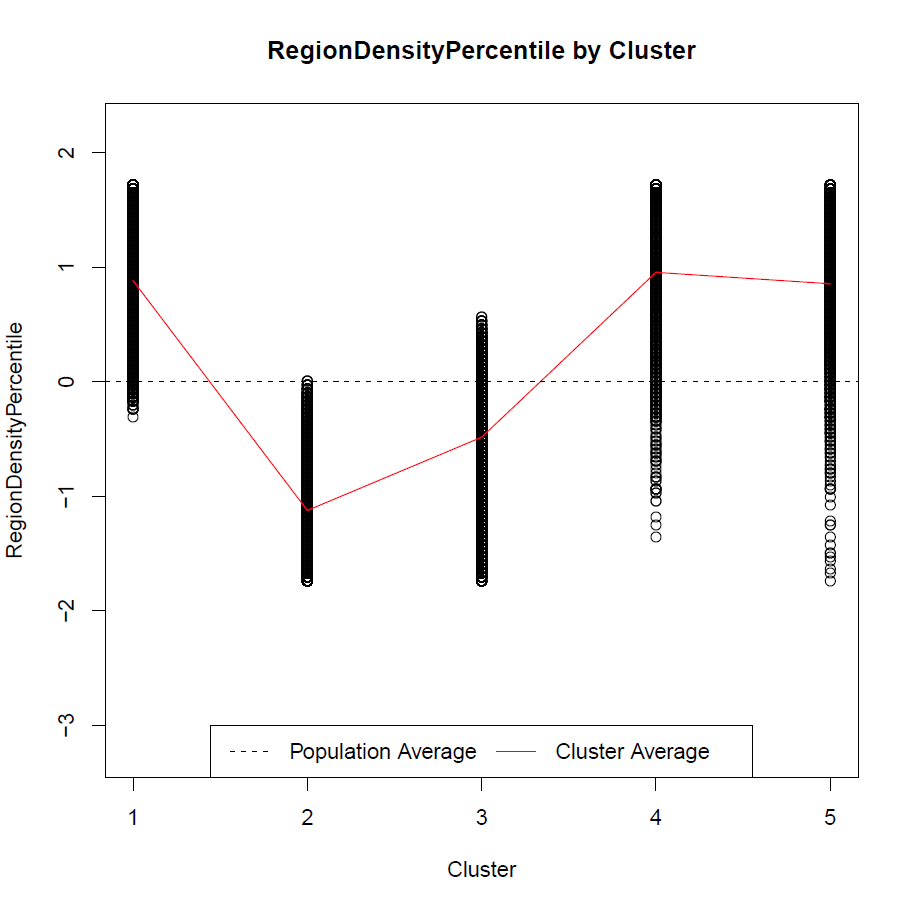 RegionDensityPercentile by Cluster
RegionDensityPercentile
2
1
0
−1
−2
−3
Population Average
Cluster Average
1 2 3 4 5
Cluster